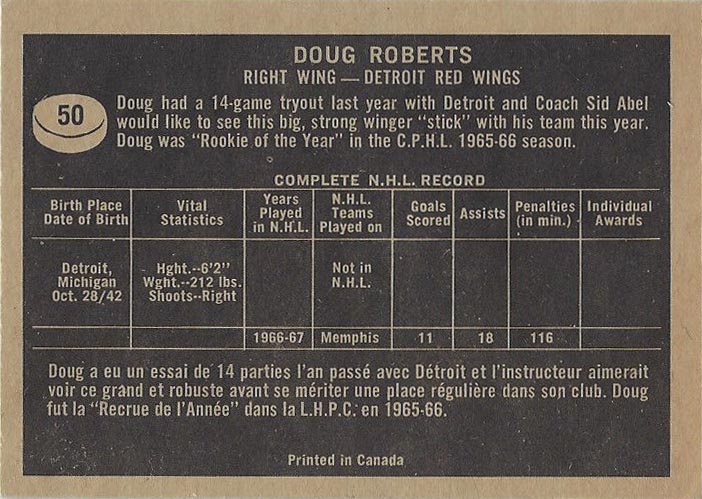 DOUG ROBERTS
RIGHT WING — DETROIT RED WINGS
50
Doug had a 14-game tryout last year with Detroit and Coach Sid Abel
would like to see this big, strong winger "stick" with his team this year.
Doug was "Rookie of the Year" in the C.P.H.L. 1965-66 season.
COMPLETE N.H.L. RECORD
Birth Place Date of Birth | Vital Statistics | Years Played in N.H.L. | N.H.L. Teams Played on | Goals Scored | Assists | Penalties (in min.) | Individual Awards
Detroit, Michigan Oct. 28/42 | Hght.--6'2" Wght.--212 lbs. Shoots--Right | Not in N.H.L.
1966-67 | Memphis | 11 | 18 | 116
Doug a eu un essai de 14 parties l'an passé avec Détroit et l'instructeur aimerait
voir ce grand et robuste avant se mériter une place régulière dans son club. Doug
fut la "Recrue de l'Année" dans la L.H.P.C. en 1965-66.
Printed in Canada